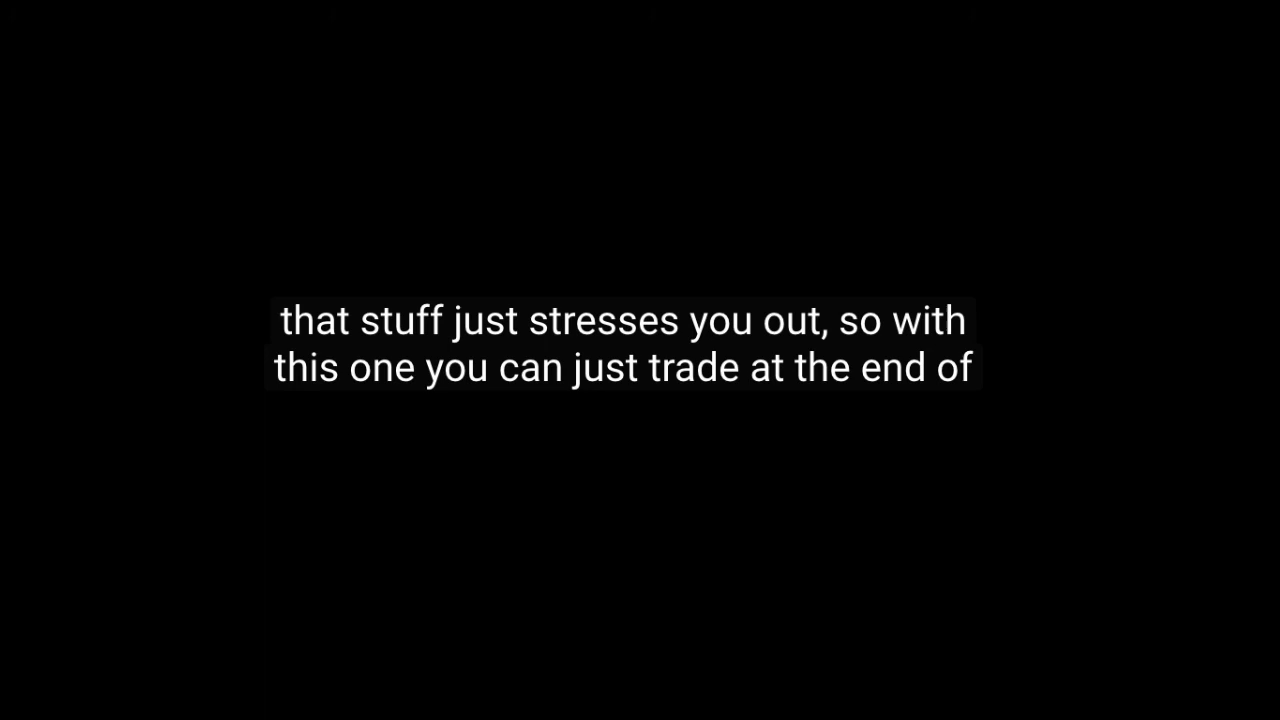 that stuff just stresses you out, so with
this one you can just trade at the end of